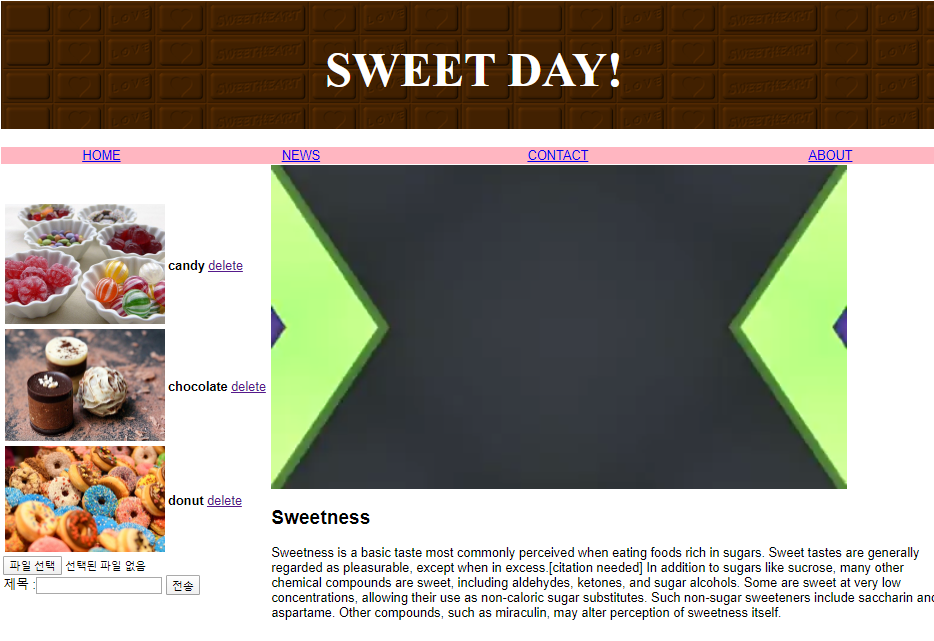 SWEET DAY!
HOME NEWS CONTACT ABOUT
candy delete
chocolate delete
donut delete
파일 선택 선택된 파일 없음
제목 : 전송
Sweetness
Sweetness is a basic taste most commonly perceived when eating foods rich in sugars. Sweet tastes are generally
regarded as pleasurable, except when in excess.[citation needed] In addition to sugars like sucrose, many other
chemical compounds are sweet, including aldehydes, ketones, and sugar alcohols. Some are sweet at very low
concentrations, allowing their use as non-caloric sugar substitutes. Such non-sugar sweeteners include saccharin and
aspartame. Other compounds, such as miraculin, may alter perception of sweetness itself.